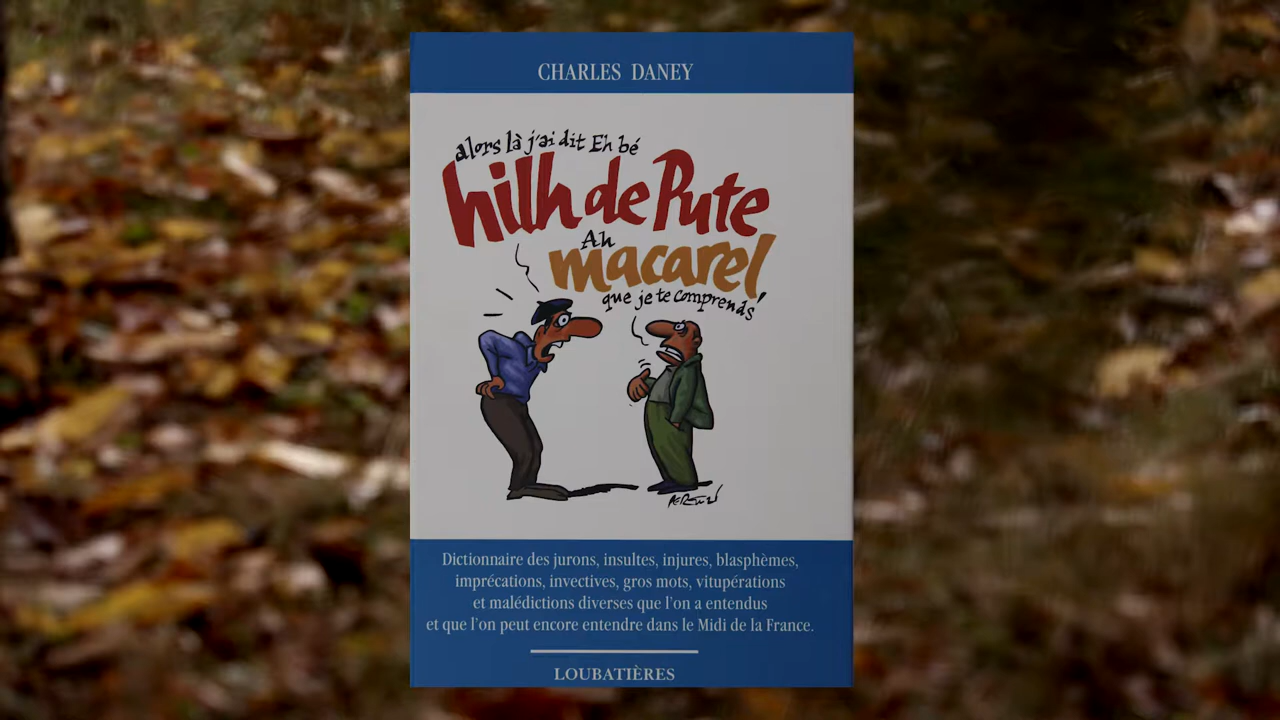 CHARLES DANEY
alors là j'ai dit Eh bé
hilh de Pute
Ah
macarel
que je te comprends
Dictionnaire des jurons, insultes, injures, blasphèmes,
imprécations, invectives, gros mots, vitupérations
et malédictions diverses que l'on a entendus
et que l'on peut encore entendre dans le Midi de la France.
LOUBATIÈRES